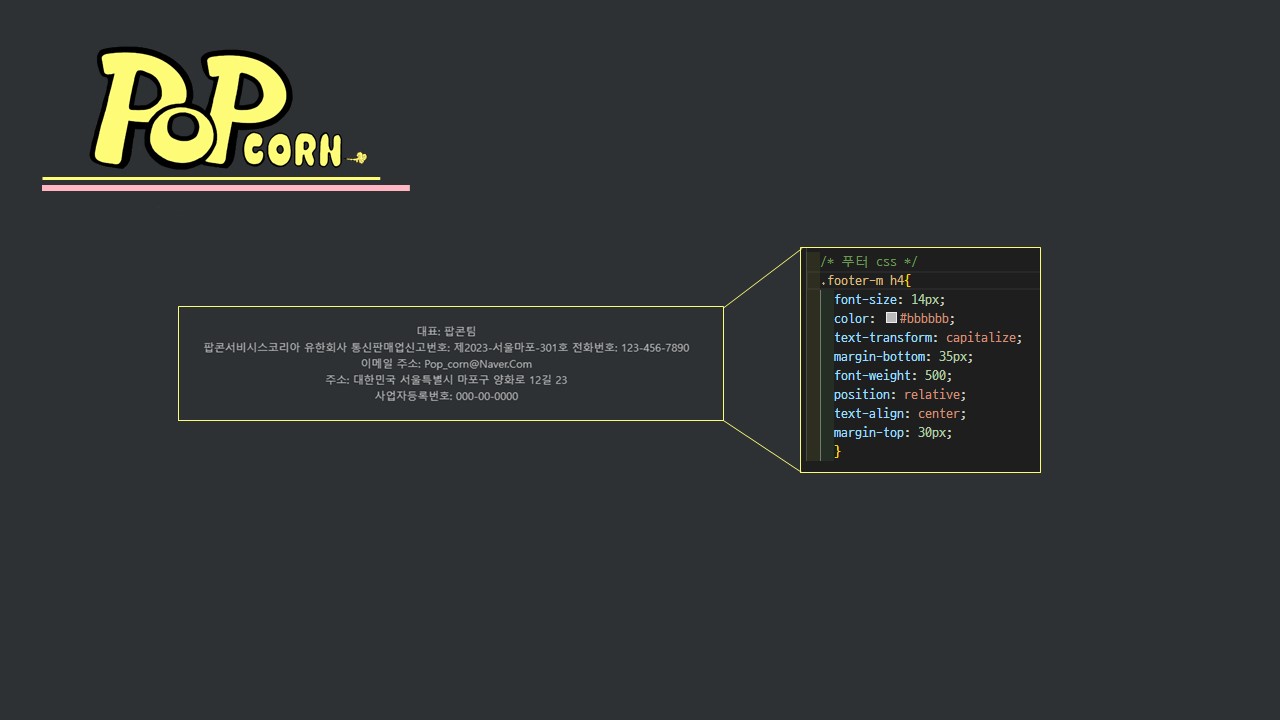 PoP CORN
대표: 팝콘팀
팝콘서비시스코리아 유한회사 통신판매업신고번호: 제2023-서울마포-301호 전화번호: 123-456-7890
이메일 주소: Pop_corn@Naver.Com
주소: 대한민국 서울특별시 마포구 양화로 12길 23
사업자등록번호: 000-00-0000
/* 푸터 css */
.footer-m h4{
font-size: 14px;
color: #bbbbbb;
text-transform: capitalize;
margin-bottom: 35px;
font-weight: 500;
position: relative;
text-align: center;
margin-top: 30px;
}